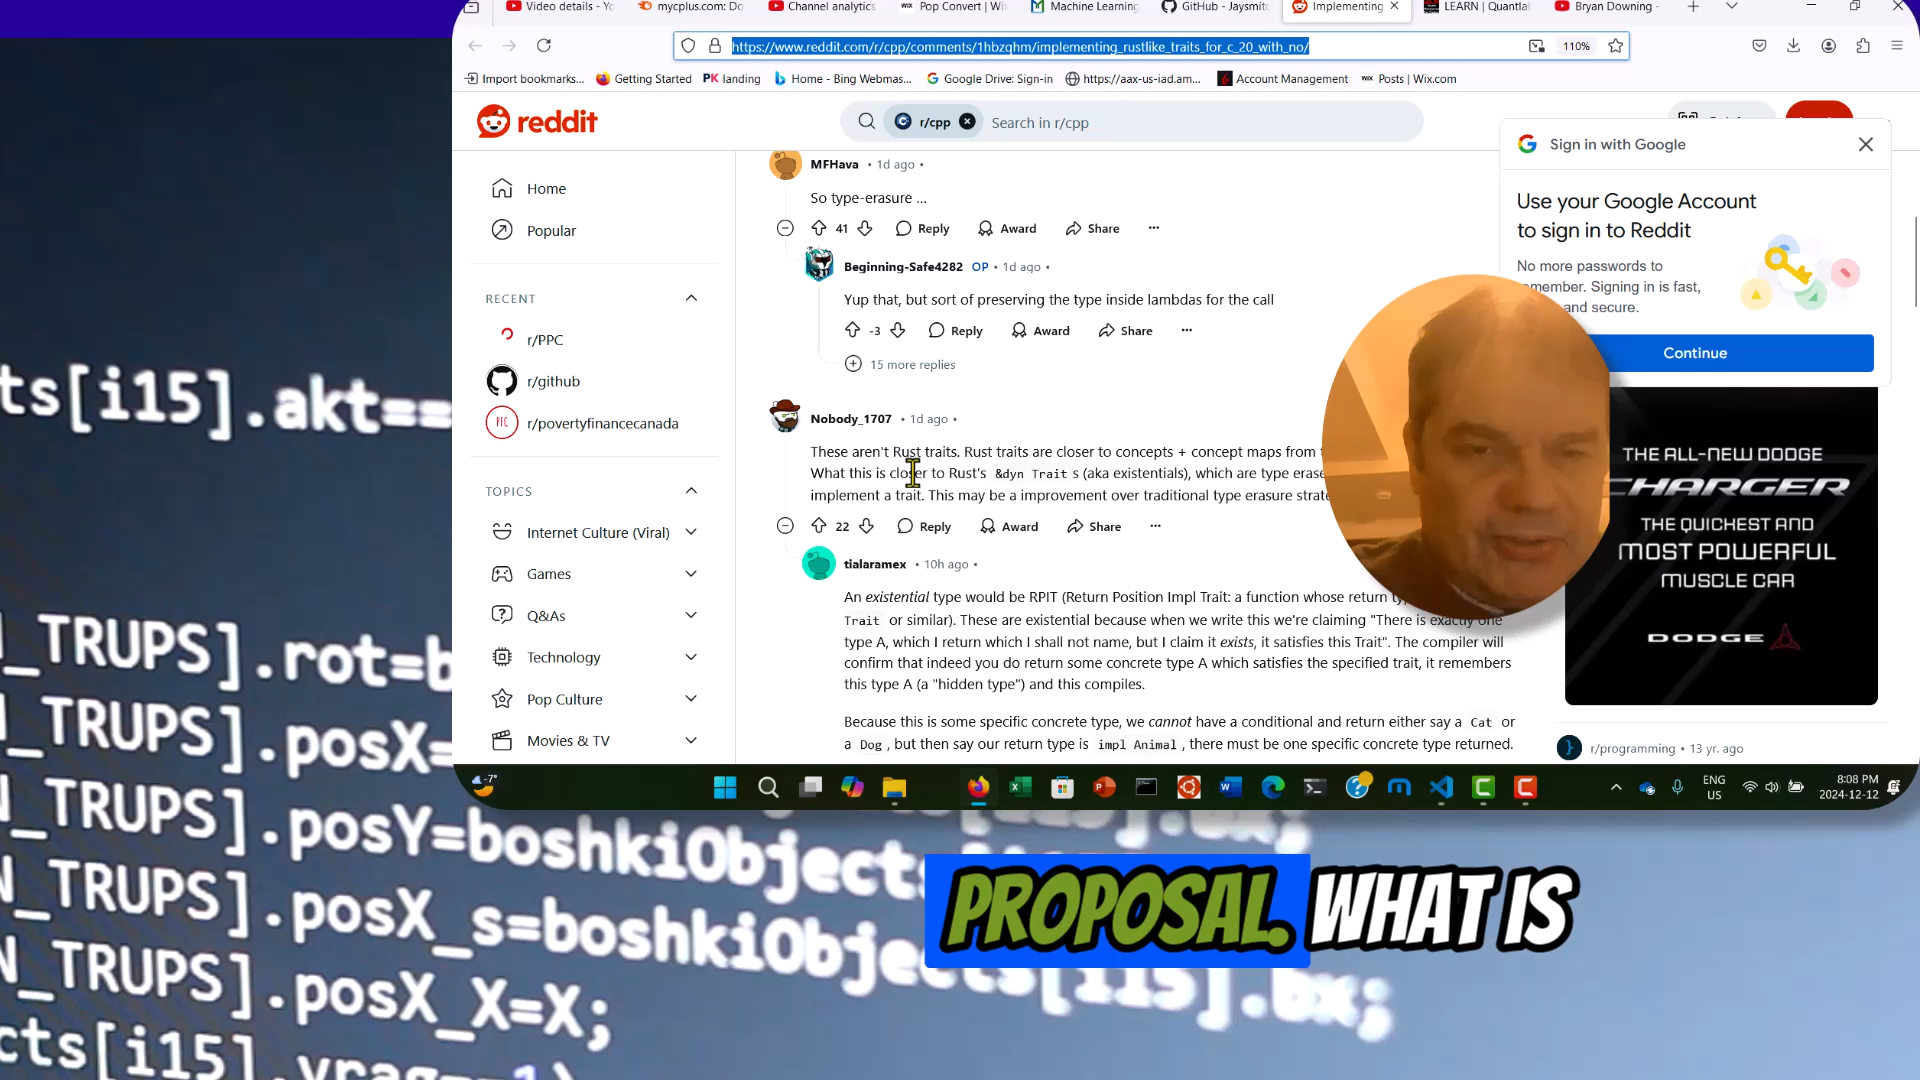 Video details - Yo
mycplus.com: Do
Channel analytics
Pop Convert | Wi
Machine Learning
GitHub - Jaysmit
Implementing
LEARN | Quantlab
Bryan Downing -
https://www.reddit.com/r/cpp/comments/1hbzqhm/implementing_rustlike_traits_for_c_20_with_no/
110%
Import bookmarks...
Getting Started
PK landing
Home - Bing Webmas...
Google Drive: Sign-in
https://aax-us-iad.am...
Account Management
WIX Posts | Wix.com
reddit
r/cpp
Search in r/cpp
Home
Popular
RECENT
r/PPC
r/github
r/povertyfinancecanada
TOPICS
Internet Culture (Viral)
Games
Q&As
Technology
Pop Culture
Movies & TV
MFHava • 1d ago •
So type-erasure ...
41 Reply Award Share ...
Beginning-Safe4282 OP • 1d ago •
Yup that, but sort of preserving the type inside lambdas for the call
-3 Reply Award Share ...
15 more replies
Nobody_1707 • 1d ago •
These aren't Rust traits. Rust traits are closer to concepts + concept maps from
What this is closer to Rust's &dyn Trait s (aka existentials), which are type
implement a trait. This may be a improvement over traditional type erasure
22 Reply Award Share ...
tialaramex • 10h ago •
An existential type would be RPIT (Return Position Impl Trait: a function whose return
Trait or similar). These are existential because when we write this we're claiming "There is exactly one
type A, which I return which I shall not name, but I claim it exists, it satisfies this Trait". The compiler will
confirm that indeed you do return some concrete type A which satisfies the specified trait, it remembers
this type A (a "hidden type") and this compiles.
Because this is some specific concrete type, we cannot have a conditional and return either say a Cat or
a Dog , but then say our return type is impl Animal , there must be one specific concrete type returned.
Sign in with Google
Use your Google Account
to sign in to Reddit
No more passwords to
remember. Signing in is fast,
and secure.
Continue
THE ALL-NEW DODGE
CHARGER
THE QUICKEST AND
MOST POWERFUL
MUSCLE CAR
DODGE
r/programming • 13 yr. ago
-7°
ENG
US
8:08 PM
2024-12-12
cts[i15].akt==
_TRUPS].rot=b
_TRUPS].posX=
_TRUPS].posY=boshkiObjects
N_TRUPS].posX_s=boshkiObjects[i15].bx;
N_TRUPS].posX_X=X;
cts[i15].vrag==1)
PROPOSAL. WHAT IS